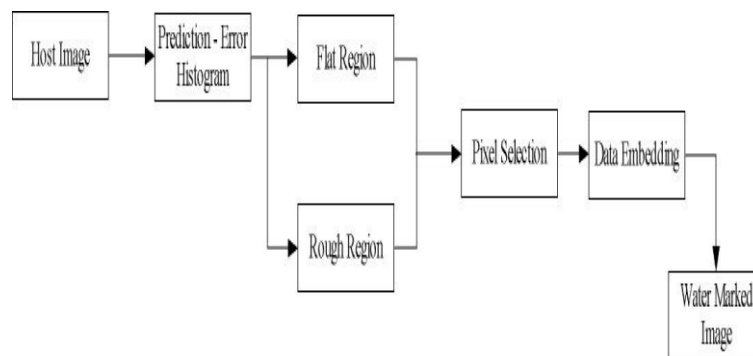 Host Image
Prediction - Error
Histogram
Flat Region
Rough Region
Pixel Selection
Data Embedding
Water Marked
Image